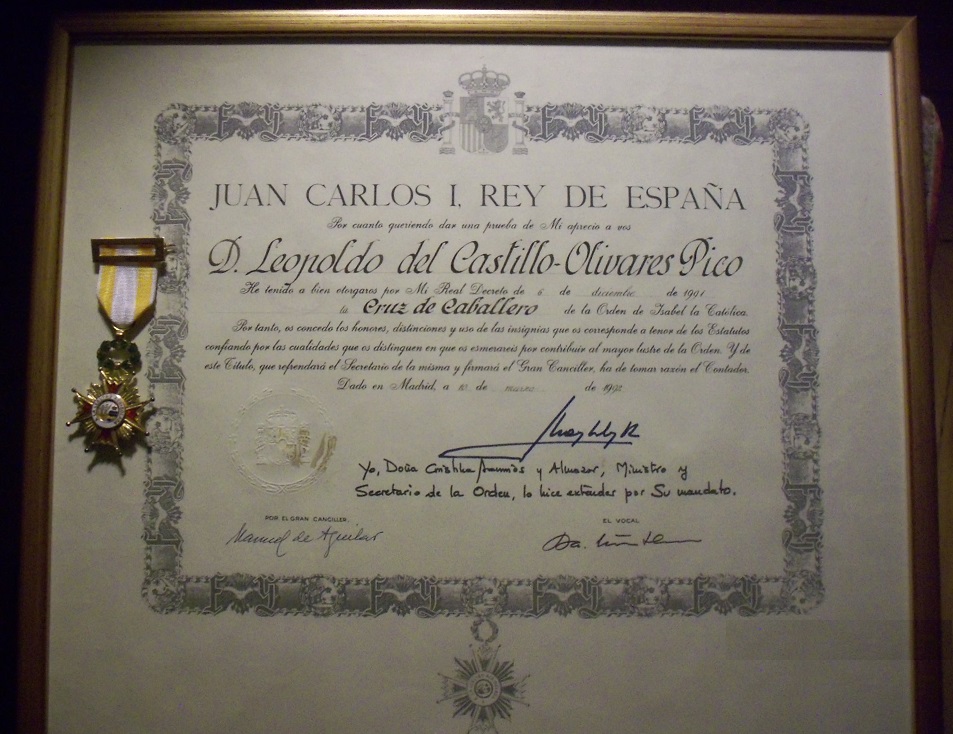 JUAN CARLOS I, REY DE ESPAÑA
Por cuanto queriendo dar una prueba de Mi aprecio a vos
D. Leopoldo del Castillo-Olivares Pico
He tenido a bien otorgaros por Mi Real Decreto de 6 de diciembre de 1991
la Cruz de Caballero de la Orden de Isabel la Católica.
Por tanto, os concedo los honores, distinciones y uso de las insignias que os corresponde a tenor de los Estatutos
confiando por las cualidades que os distinguen en que os esmerareis por contribuir al mayor lustre de la Orden. Y de
este Título, que refrendará el Secretario de la misma y firmará el Gran Canciller, ha de tomar razón el Contador.
Dado en Madrid, a de de 1992
Yo, Doña y Almazor, Ministro y
Secretario de la Orden, lo hice extender por Su mandato.
POR EL GRAN CANCILLER,
EL VOCAL
Manuel de Aguilar